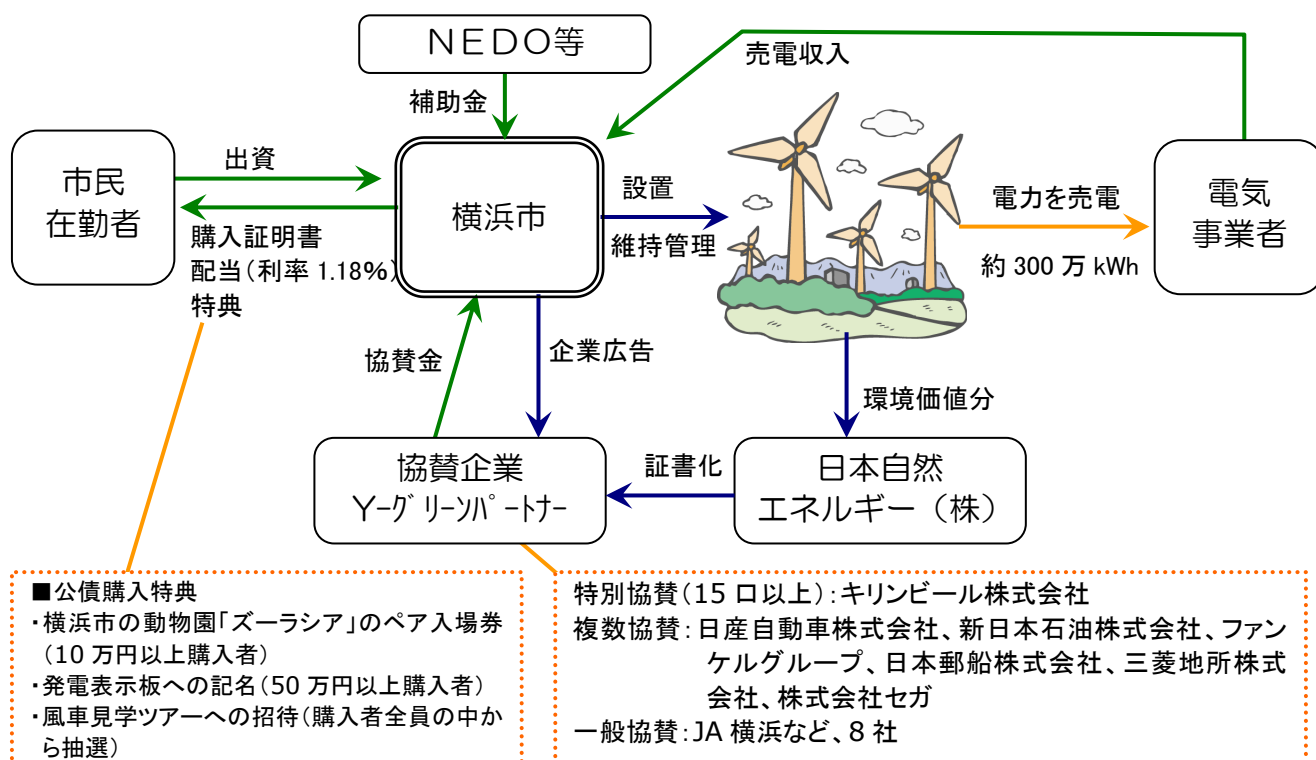 NEDO等
売電収入
補助金
市民
在勤者
出資
横浜市
設置
維持管理
電力を売電
約 300 万 kWh
電気
事業者
購入証明書
配当(利率 1.18%)
特典
協賛金
企業広告
環境価値分
協賛企業
Y-グリーンパートナー
証書化
日本自然
エネルギー(株)
■公債購入特典
・横浜市の動物園「ズーラシア」のペア入場券
(10 万円以上購入者)
・発電表示板への記名(50 万円以上購入者)
・風車見学ツアーへの招待(購入者全員の中か
ら抽選)
特別協賛(15 口以上):キリンビール株式会社
複数協賛:日産自動車株式会社、新日本石油株式会社、ファン
ケルグループ、日本郵船株式会社、三菱地所株式
会社、株式会社セガ
一般協賛:JA 横浜など、8 社